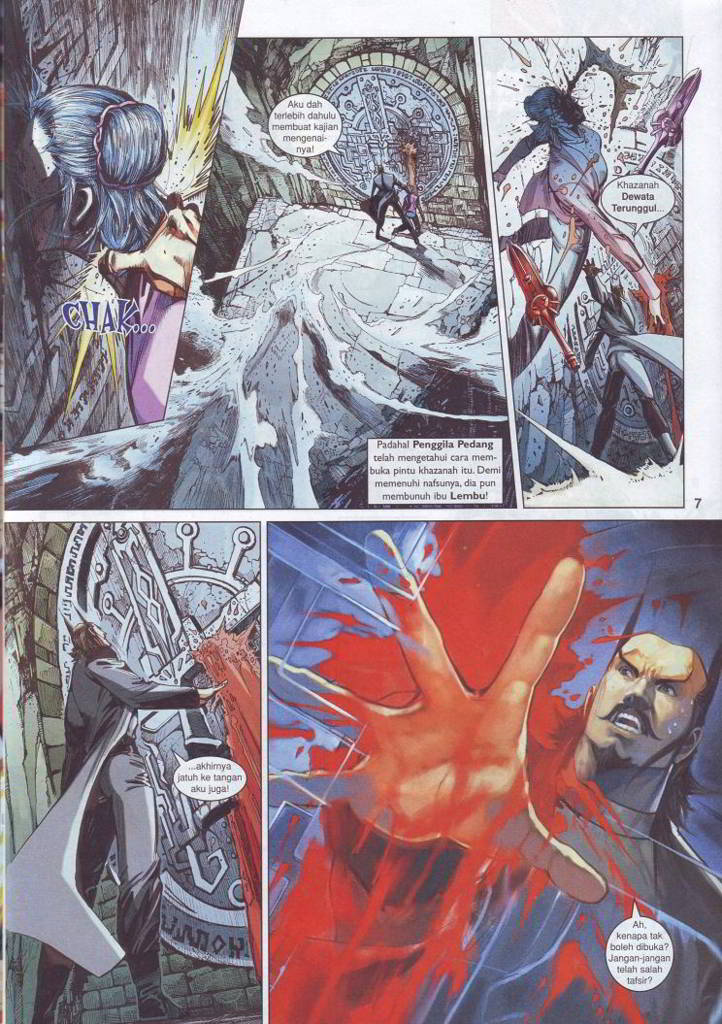 CHAK...
Aku dah
terlebih dahulu
membuat kajian
mengenai-
nya!
Khazanah
Dewata
Terunggul...
Padahal Penggila Pedang
telah mengetahui cara mem-
buka pintu khazanah itu. Demi
memenuhi nafsunya, dia pun
membunuh ibu Lembu!
7
...akhirnya
jatuh ke tangan
aku juga!
Ah,
kenapa tak
boleh dibuka?
Jangan-jangan
telah salah
tafsir?